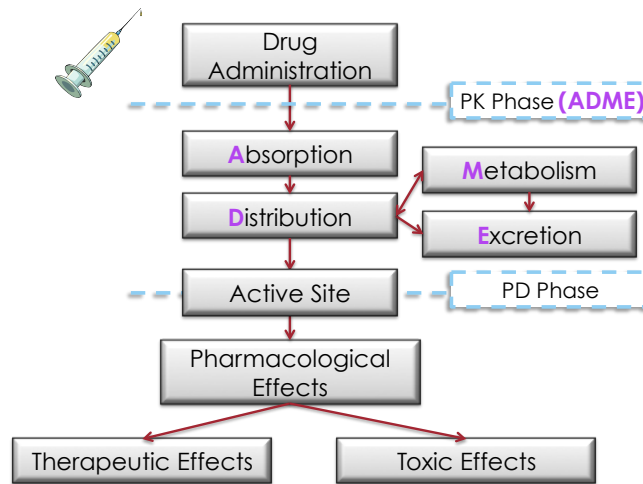 Drug
Administration
PK Phase (ADME)
Absorption
Metabolism
Distribution
Excretion
Active Site
PD Phase
Pharmacological
Effects
Therapeutic Effects
Toxic Effects